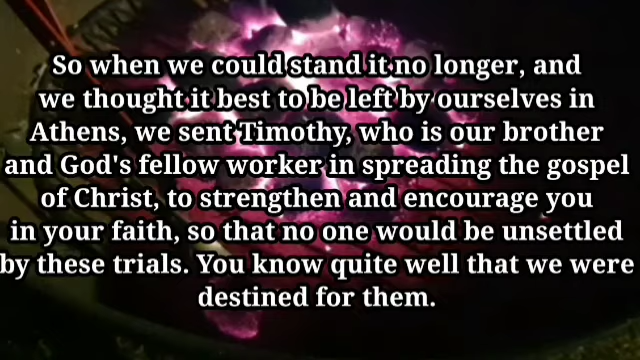 So when we could stand it no longer, and
we thought it best to be left by ourselves in
Athens, we sent Timothy, who is our brother
and God's fellow worker in spreading the gospel
of Christ, to strengthen and encourage you
in your faith, so that no one would be unsettled
by these trials. You know quite well that we were
destined for them.